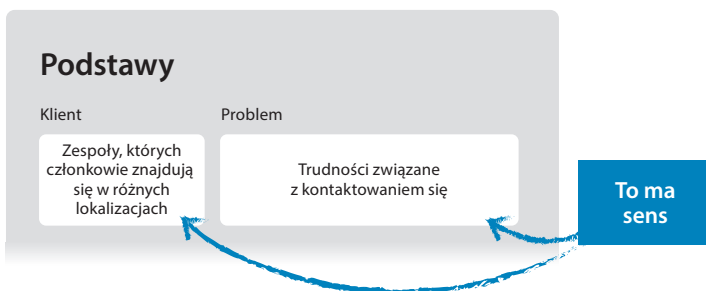 Podstawy
Klient
Problem
Zespoły, których
członkowie znajdują
się w różnych
lokalizacjach
Trudności związane
z kontaktowaniem się
To ma
sens